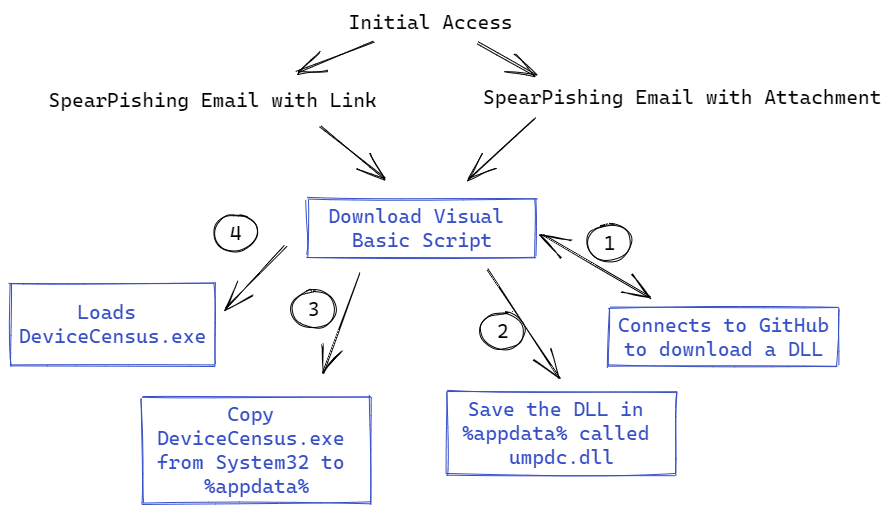 Initial Access
SpearPishing Email with Link
SpearPishing Email with Attachment
Download Visual
Basic Script
4
1
3
2
Loads
DeviceCensus.exe
Connects to GitHub
to download a DLL
Copy
DeviceCensus.exe
from System32 to
%appdata%
Save the DLL in
%appdata% called
umpdc.dll